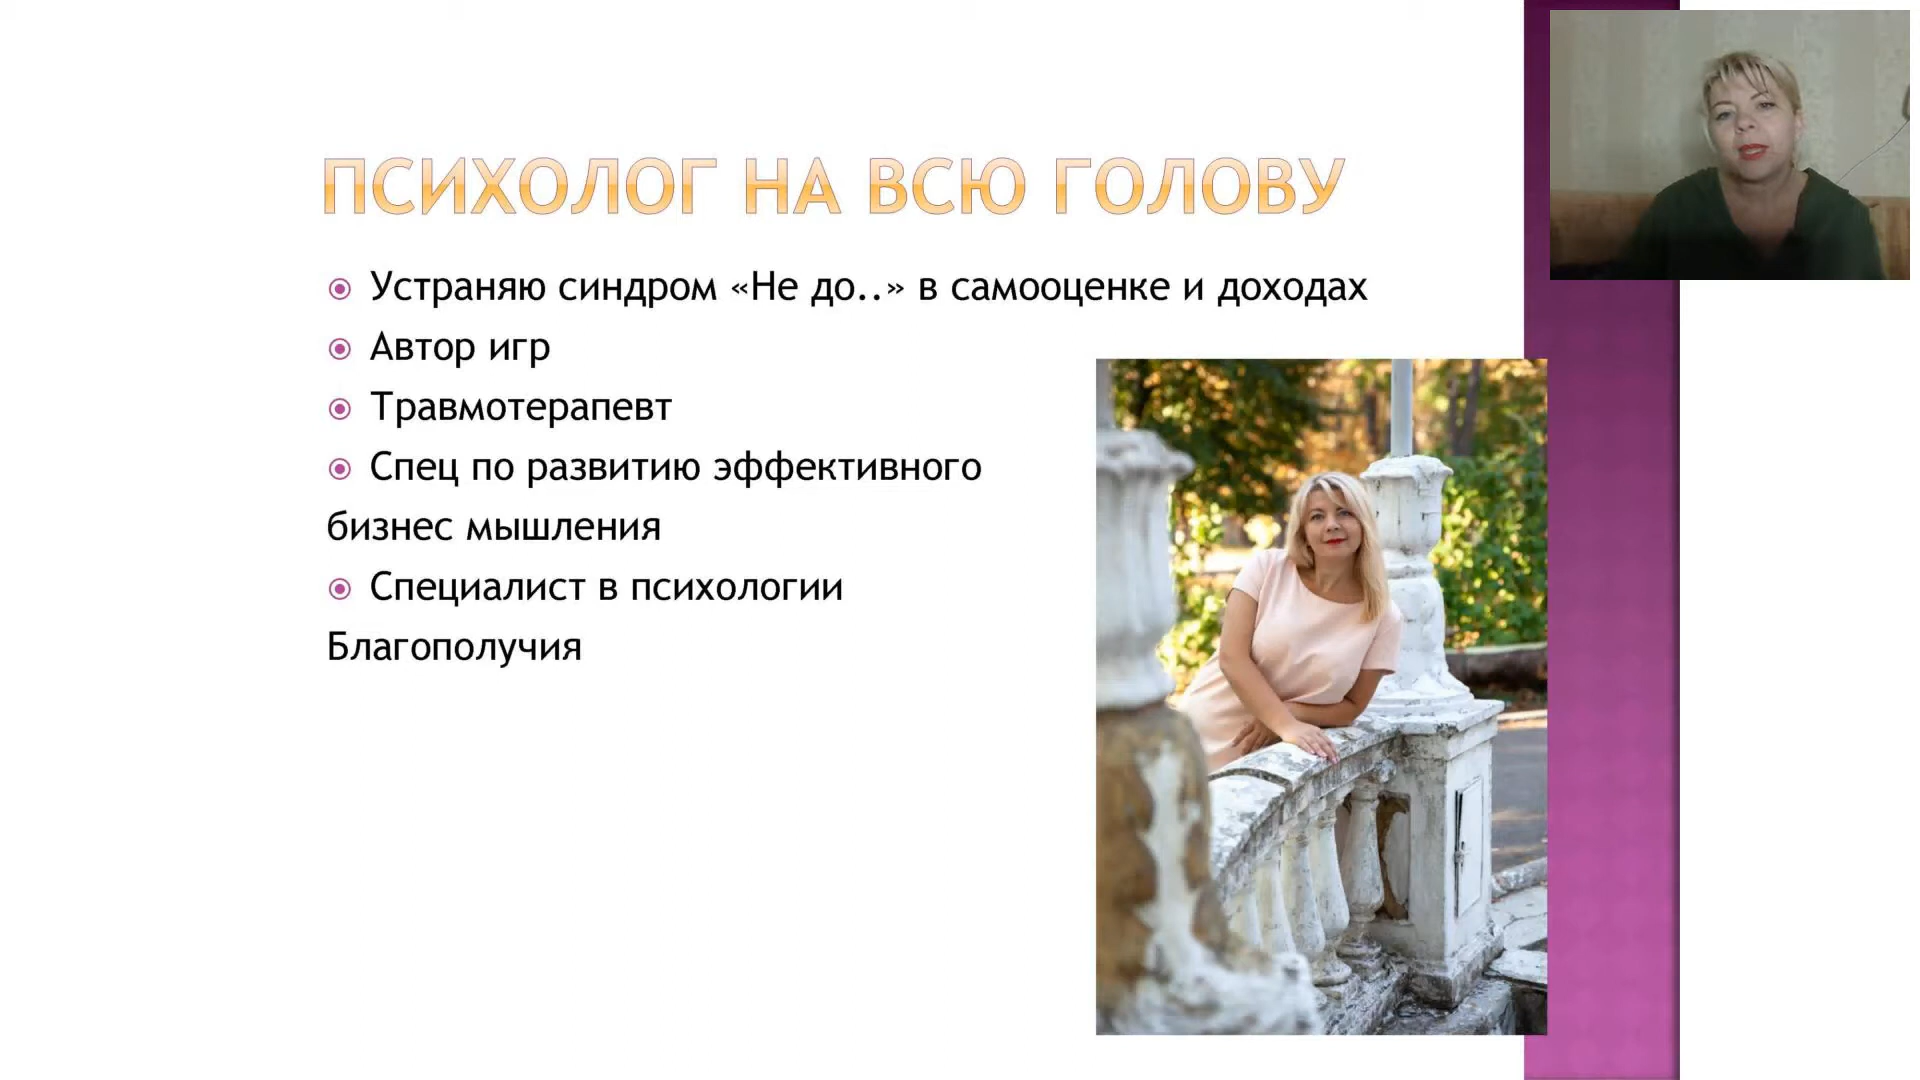 ПСИХОЛОГ НА ВСЮ ГОЛОВУ
Устраняю синдром «Не до..» в самооценке и доходах
Автор игр
Травмотерапевт
Спец по развитию эффективного
бизнес мышления
Специалист в психологии
Благополучия